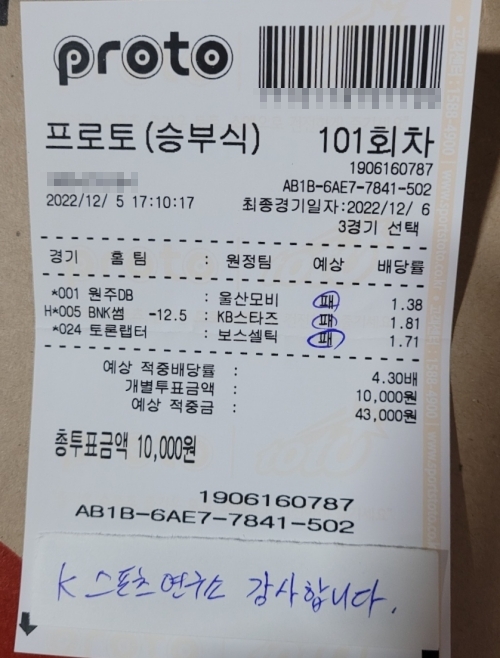 proto
프로토(승부식) 101회차
1906160787
AB1B-6AE7-7841-502
2022/12/ 5 17:10:17 최종경기일자:2022/12/ 6
3경기 선택
경기 홈 팀 : 원정팀 예상 배당률
*001 원주DB : 울산모비 패 1.38
H*005 BNK썸 -12.5 : KB스타즈 패 1.81
*024 토론랩터 : 보스셀틱 패 1.71
예상 적중배당률 : 4.30배
개별투표금액 : 10,000원
예상 적중금 : 43,000원
총투표금액 10,000원
1906160787
AB1B-6AE7-7841-502
K 스포츠연구소 감사합니다.